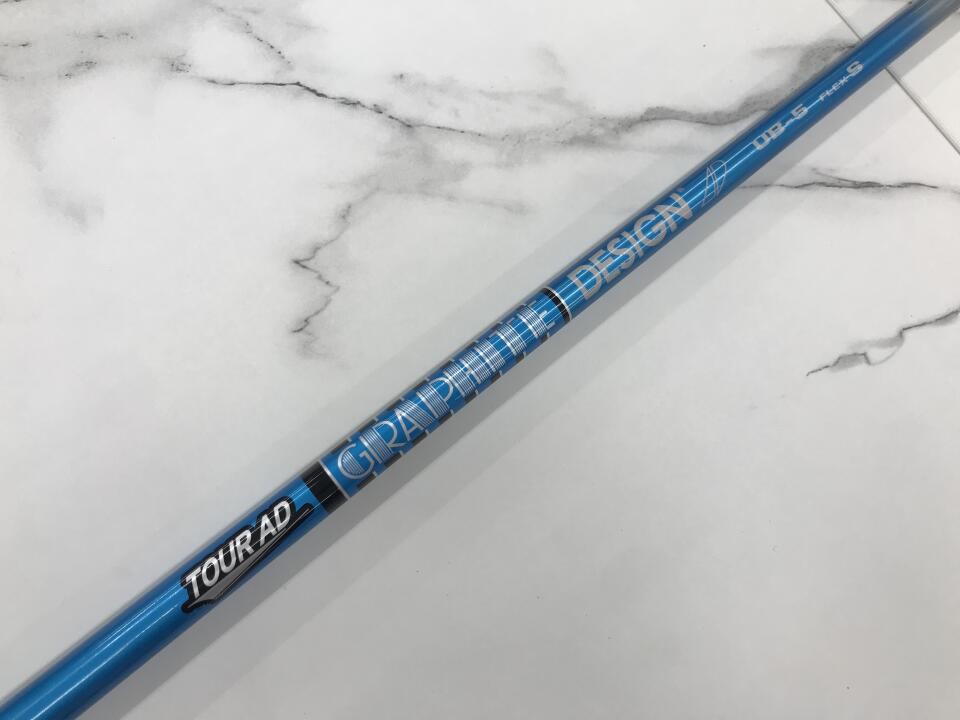 TOUR AD
GRAPHITE
DESIGN
UB-5 FLEX S